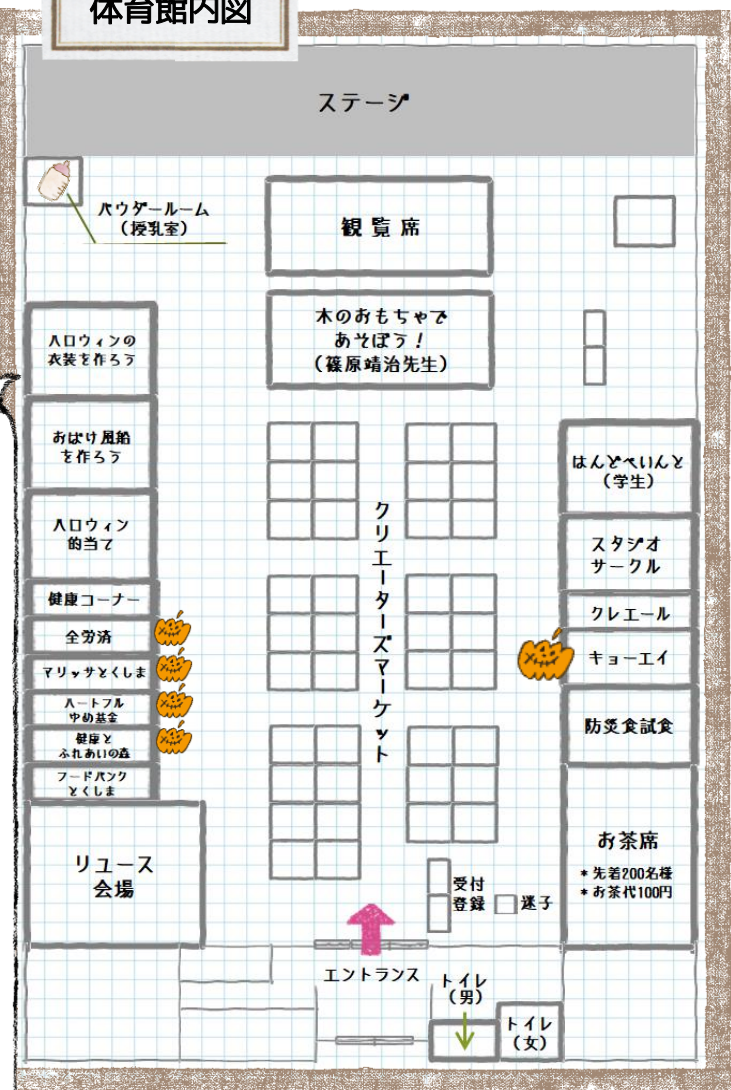 体育館内図
ステージ
パウダールーム
（授乳室）
観覧席
木のおもちゃで
あそぼう！
（篠原靖治先生）
ハロウィンの
衣装を作ろう
おばけ風船
を作ろう
ハロウィン
的当て
健康コーナー
全労済
マリッサとくしま
ハートフル
ゆめ基金
健康と
ふれあいの森
フードバンク
とくしま
リユース
会場
クリエーターズマーケット
はんどぺいんと
（学生）
スタジオ
サークル
クレエール
キョーエイ
防災食試食
お茶席
＊先着200名様
＊お茶代100円
受付
登録
迷子
エントランス
トイレ
（男）
トイレ
（女）